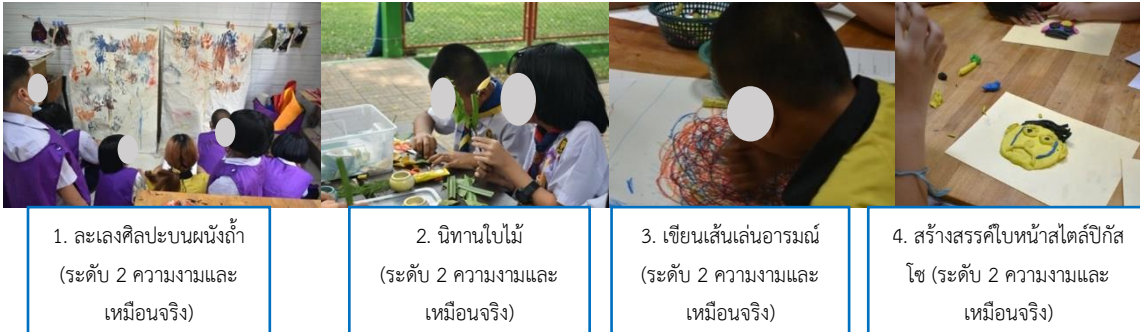 1. ละเลงศิลปะบนผนังถ้ำ
(ระดับ 2 ความงามและ
เหมือนจริง)
2. นิทานใบไม้
(ระดับ 2 ความงามและ
เหมือนจริง)
3. เขียนเส้นเล่นอารมณ์
(ระดับ 2 ความงามและ
เหมือนจริง)
4. สร้างสรรค์ใบหน้าสไตล์ปิกัส
โซ (ระดับ 2 ความงามและ
เหมือนจริง)